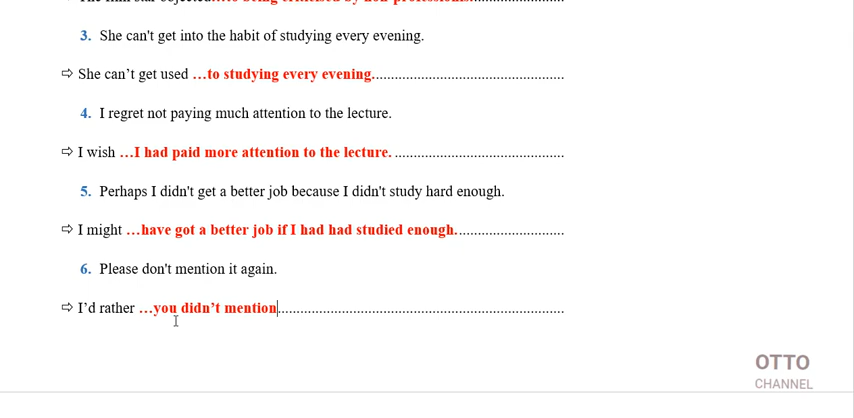 3. She can't get into the habit of studying every evening.
⇨ She can’t get used …to studying every evening...................................................
4. I regret not paying much attention to the lecture.
⇨ I wish …I had paid more attention to the lecture. .............................................
5. Perhaps I didn't get a better job because I didn't study hard enough.
⇨ I might …have got a better job if I had had studied enough.............................
6. Please don't mention it again.
⇨ I’d rather …you didn’t mention...........................................................................
OTTO
CHANNEL